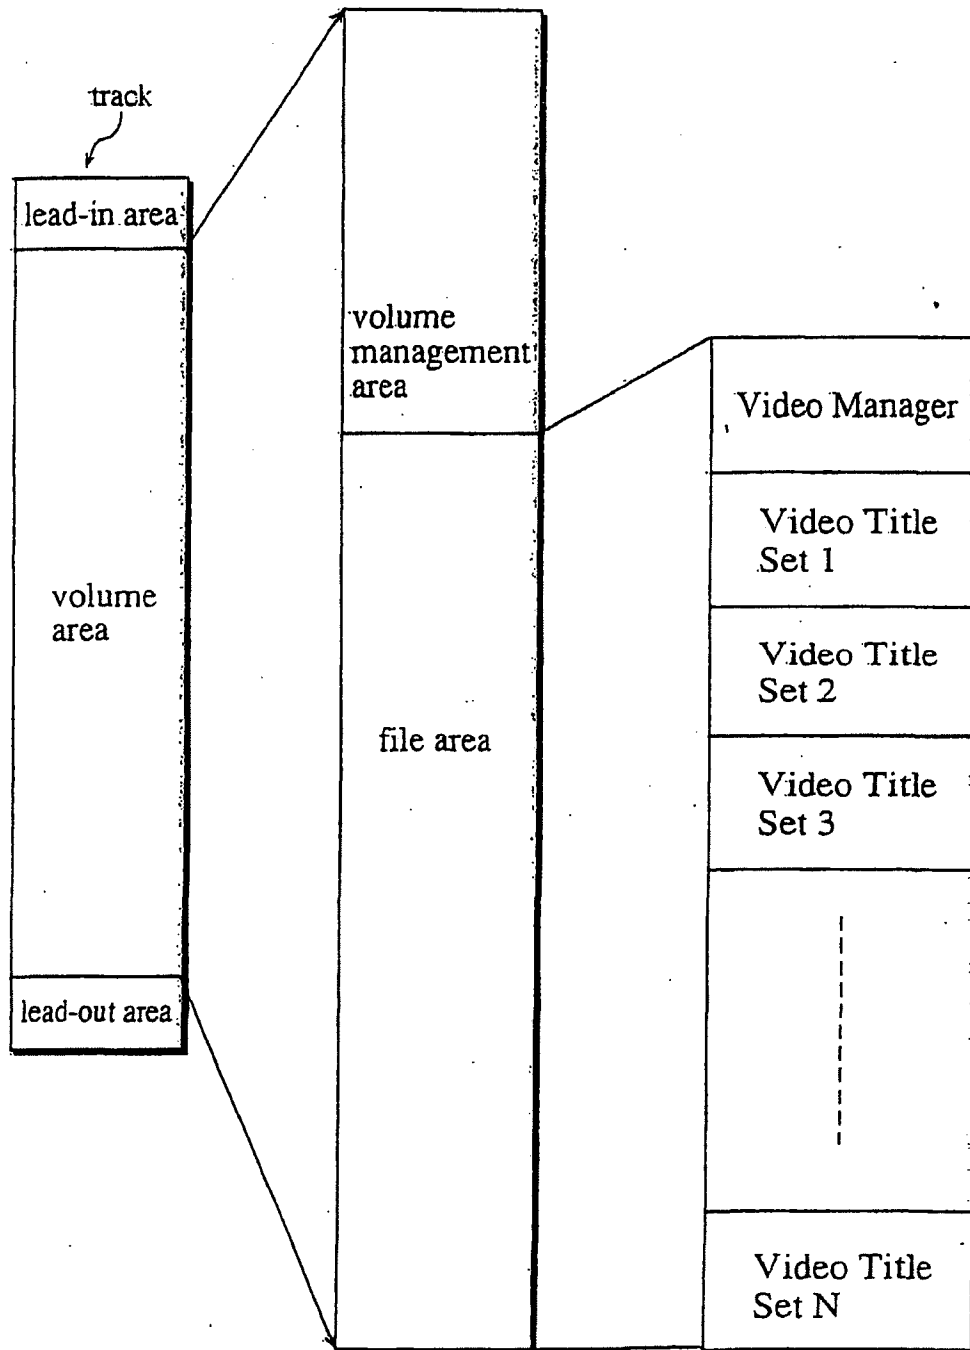 track
lead-in area
volume
area
lead-out area
volume
management
area
file area
Video Manager
Video Title
Set 1
Video Title
Set 2
Video Title
Set 3
Video Title
Set N